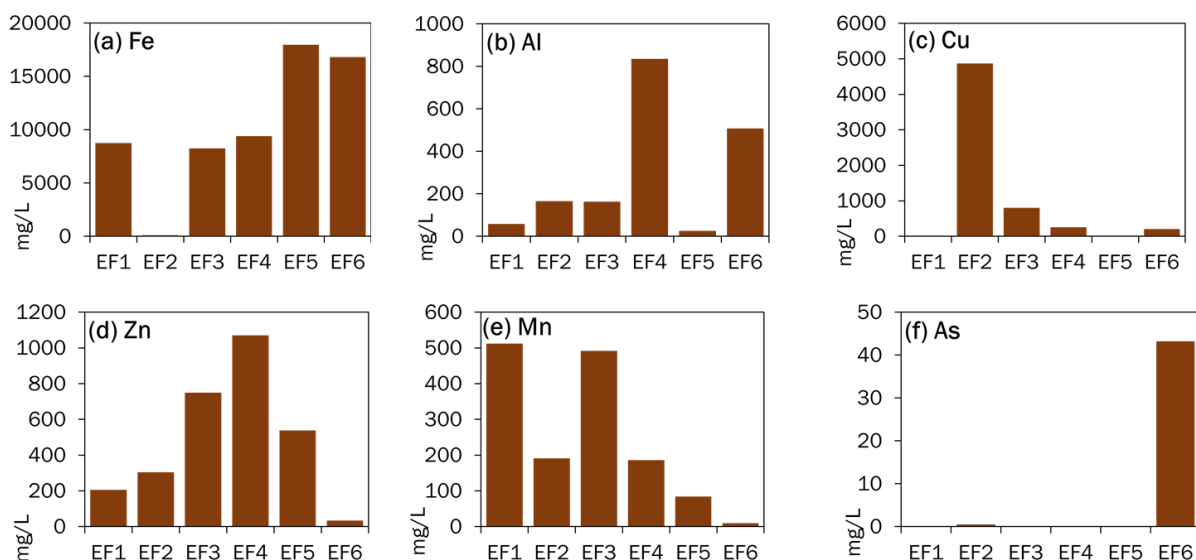 (a) Fe
20000
15000
10000
5000
0
mg/L
EF1 EF2 EF3 EF4 EF5 EF6
(b) Al
1000
800
600
400
200
0
mg/L
EF1 EF2 EF3 EF4 EF5 EF6
(c) Cu
6000
5000
4000
3000
2000
1000
0
mg/L
EF1 EF2 EF3 EF4 EF5 EF6
(d) Zn
1200
1000
800
600
400
200
0
mg/L
EF1 EF2 EF3 EF4 EF5 EF6
(e) Mn
600
500
400
300
200
100
0
mg/L
EF1 EF2 EF3 EF4 EF5 EF6
(f) As
50
40
30
20
10
0
mg/L
EF1 EF2 EF3 EF4 EF5 EF6